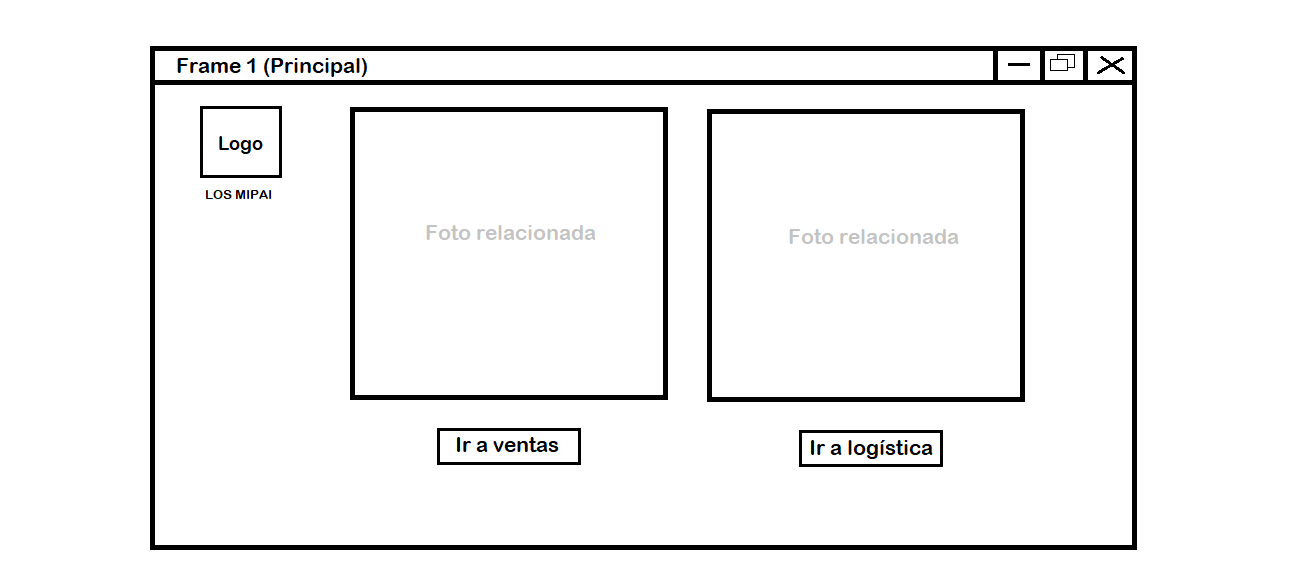 Frame 1 (Principal)
Logo
LOS MIPAI
Foto relacionada
Foto relacionada
Ir a ventas
Ir a logística